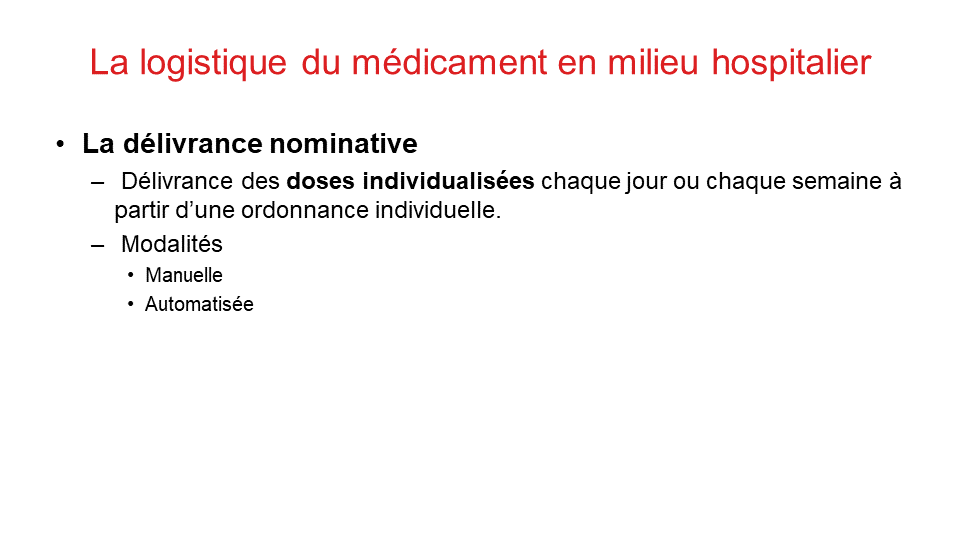 La logistique du médicament en milieu hospitalier
• La délivrance nominative
– Délivrance des doses individualisées chaque jour ou chaque semaine à
partir d’une ordonnance individuelle.
– Modalités
• Manuelle
• Automatisée